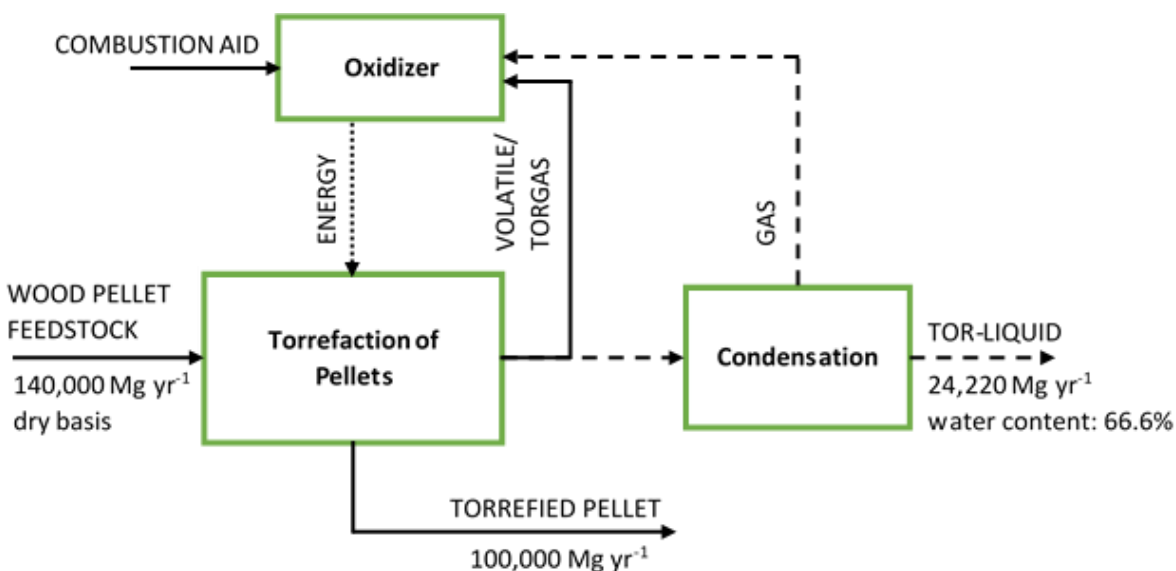 COMBUSTION AID
Oxidizer
ENERGY
VOLATILE/
TORGAS
GAS
WOOD PELLET
FEEDSTOCK
140,000 Mg yr⁻¹
dry basis
Torrefaction of
Pellets
Condensation
TOR-LIQUID
24,220 Mg yr⁻¹
water content: 66.6%
TORREFIED PELLET
100,000 Mg yr⁻¹